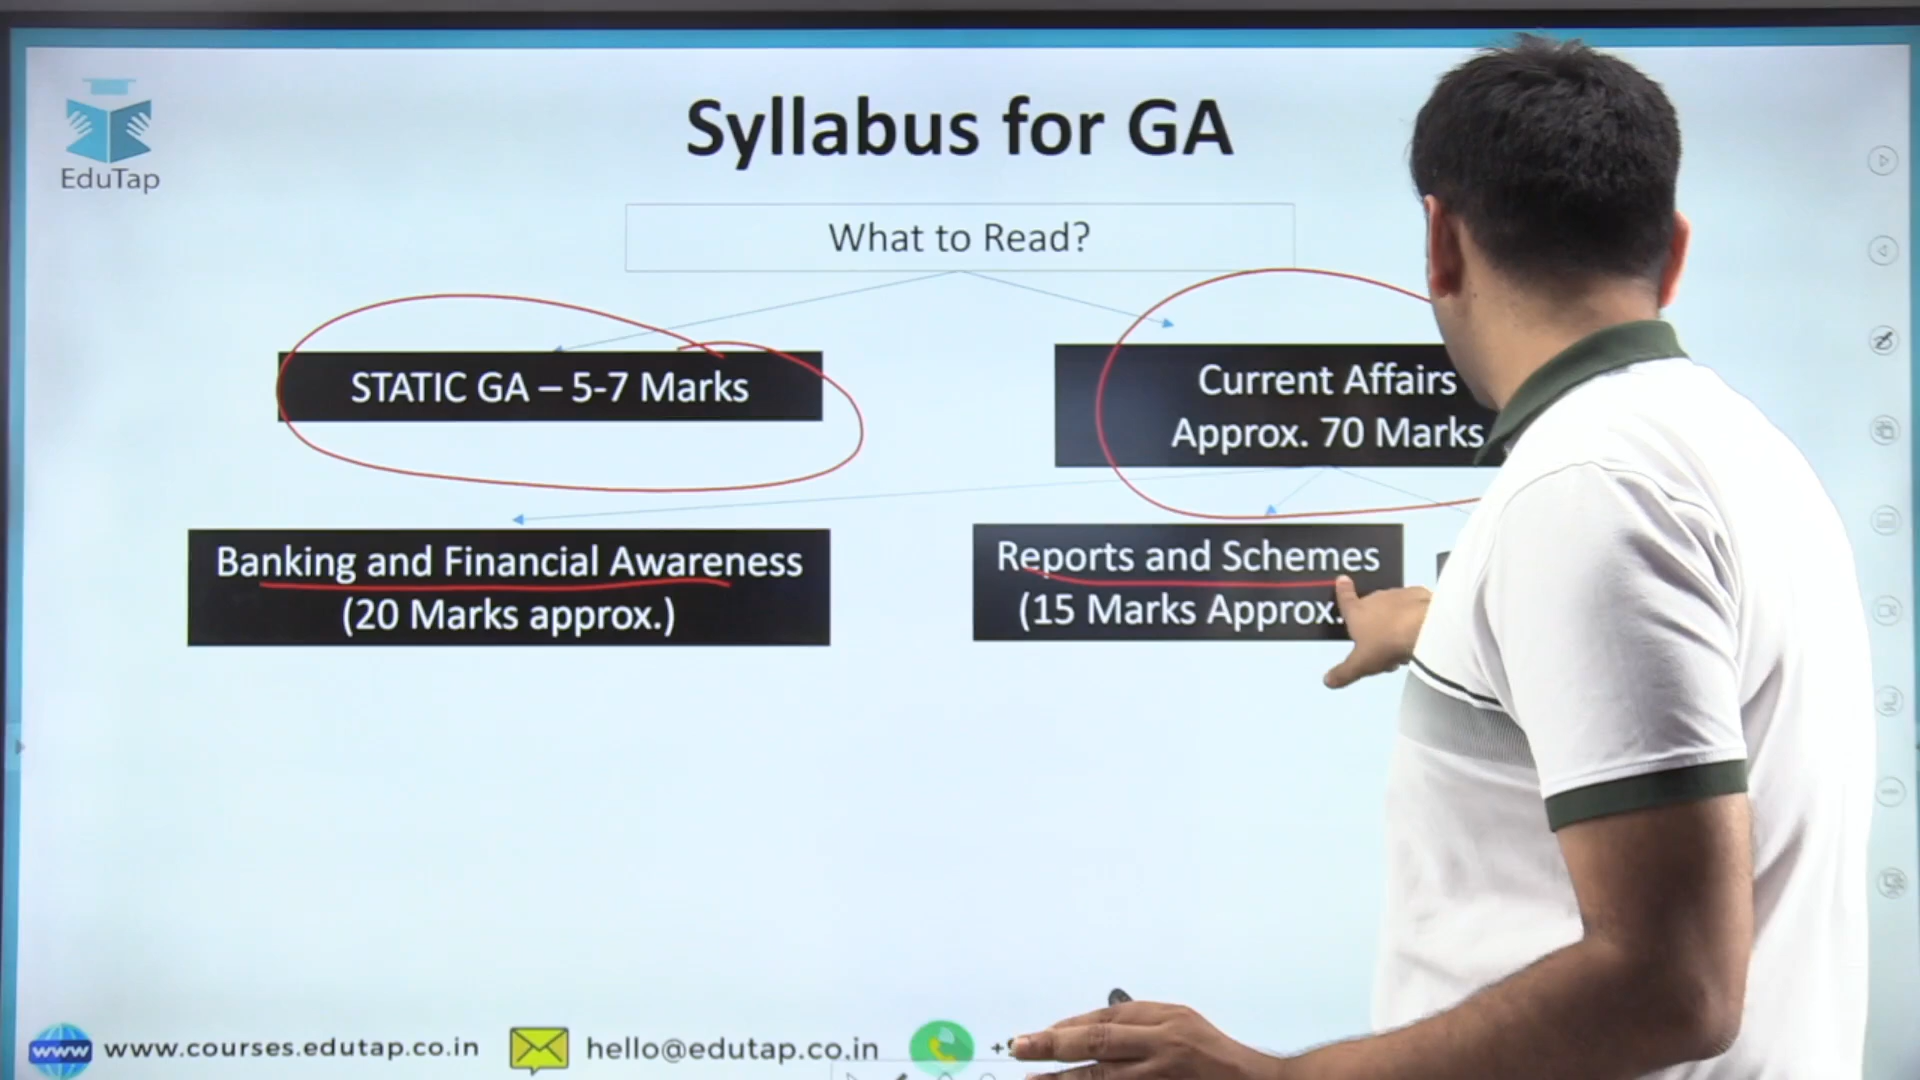 EduTap
Syllabus for GA
What to Read?
STATIC GA – 5-7 Marks
Current Affairs
Approx. 70 Marks
Banking and Financial Awareness
(20 Marks approx.)
Reports and Schemes
(15 Marks Approx.
www www.courses.edutap.co.in
hello@edutap.co.in